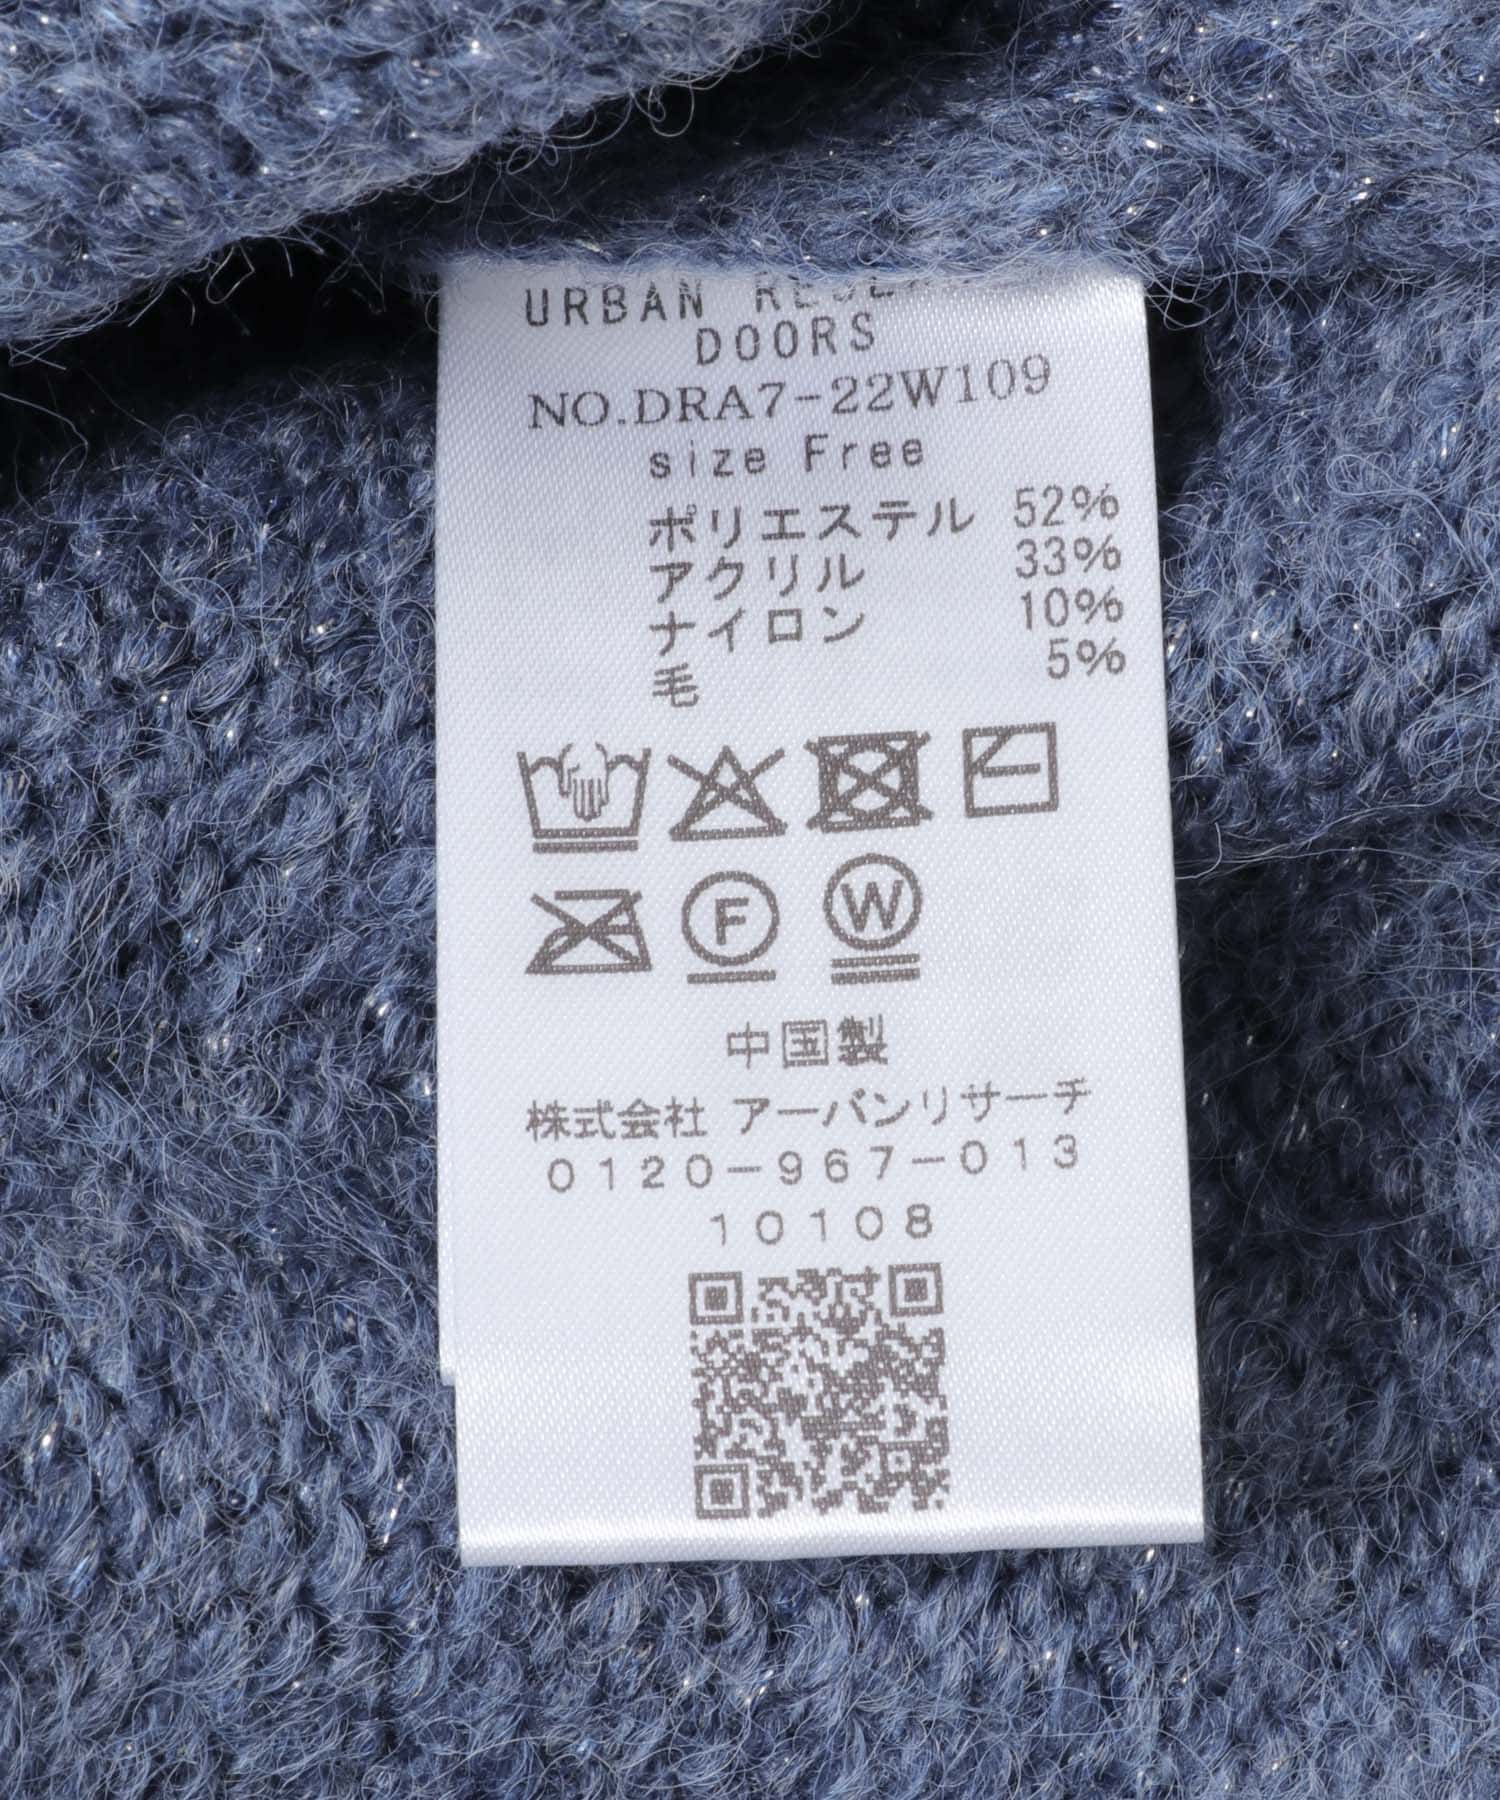 URBAN RESEARCH
DOORS
NO.DRA7-22W109
size Free
ポリエステル 52%
アクリル 33%
ナイロン 10%
毛 5%
F W
中国製
株式会社 アーバンリサーチ
0120-967-013
10108